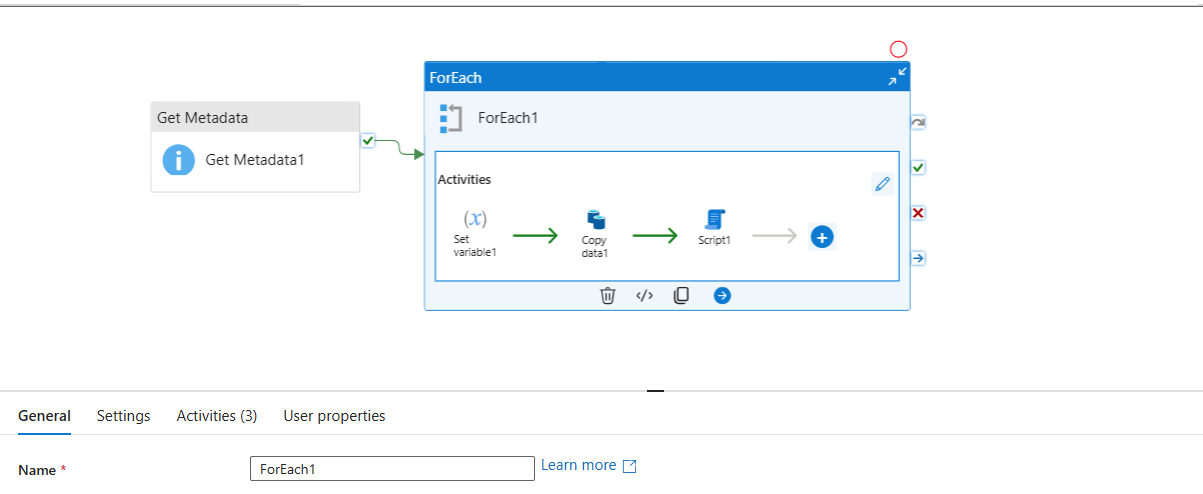 ForEach
Get Metadata
ForEach1
Get Metadata1
Activities
(x)
Set
variable1
Copy
data1
Script1
General Settings Activities (3) User properties
Name *
ForEach1
Learn more